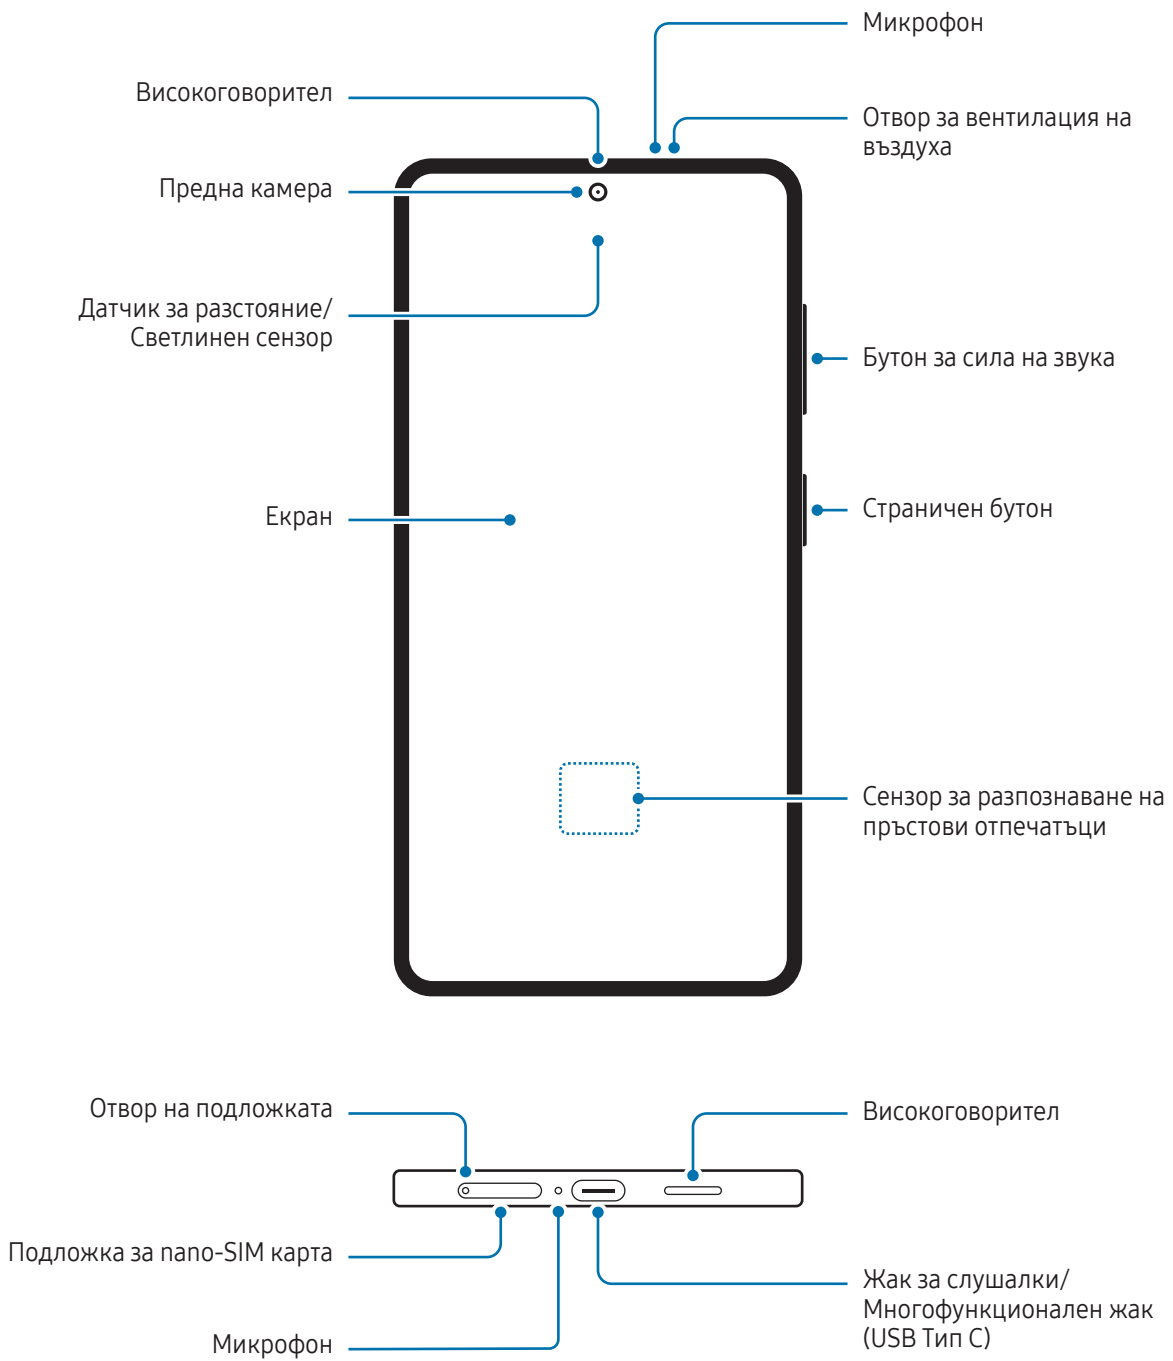 Микрофон
Високоговорител
Отвор за вентилация на
въздуха
Предна камера
Датчик за разстояние/
Светлинен сензор
Бутон за сила на звука
Екран
Страничен бутон
Сензор за разпознаване на
пръстови отпечатъци
Отвор на подложката
Високоговорител
Подложка за nano-SIM карта
Жак за слушалки/
Многофункционален жак
(USB Тип C)
Микрофон